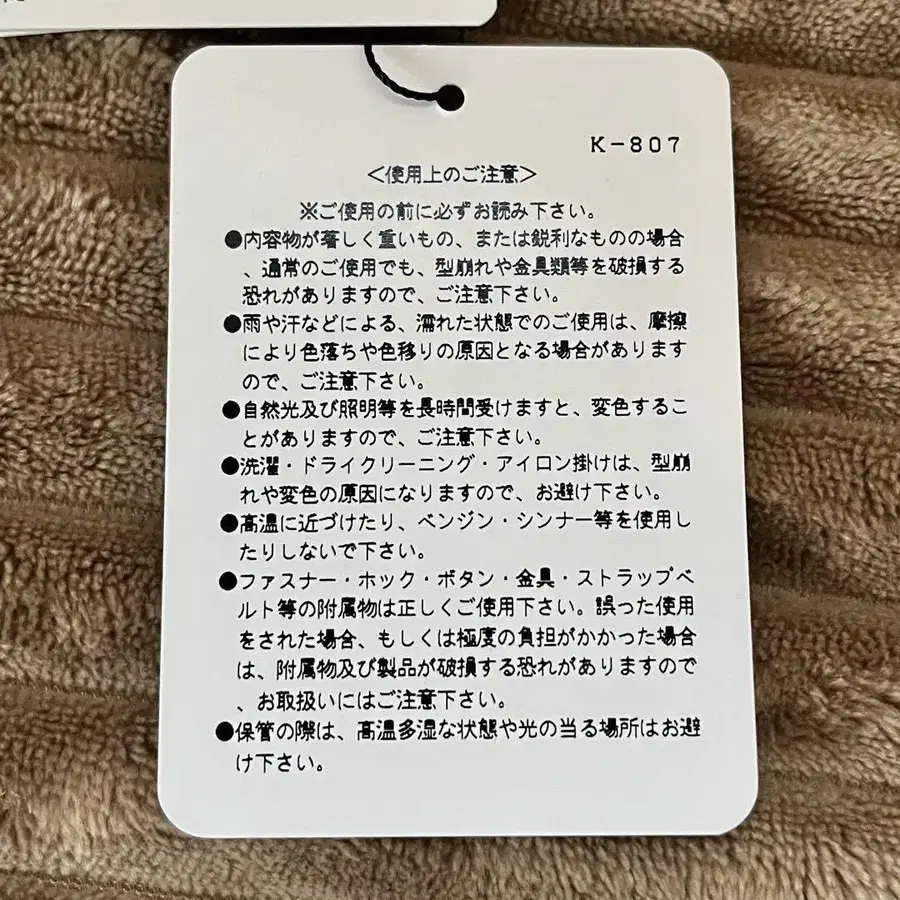 K-807
＜使用上のご注意＞
※ご使用の前に必ずお読み下さい。
●内容物が著しく重いもの、または鋭利なものの場合
、通常のご使用でも、型崩れや金具類等を破損する
恐れがありますので、ご注意下さい。
●雨や汗などによる、濡れた状態でのご使用は、摩擦
により色落ちや色移りの原因となる場合があります
ので、ご注意下さい。
●自然光及び照明等を長時間受けますと、変色するこ
とがありますので、ご注意下さい。
●洗濯・ドライクリーニング・アイロン掛けは、型崩
れや変色の原因になりますので、お避け下さい。
●高温に近づけたり、ベンジン・シンナー等を使用し
たりしないで下さい。
●ファスナー・ホック・ボタン・金具・ストラップベ
ルト等の附属物は正しくご使用下さい。誤った使用
をされた場合、もしくは極度の負担がかかった場合
は、附属物及び製品が破損する恐れがありますので
、お取扱いにはご注意下さい。
●保管の際は、高温多湿な状態や光の当る場所はお避
け下さい。